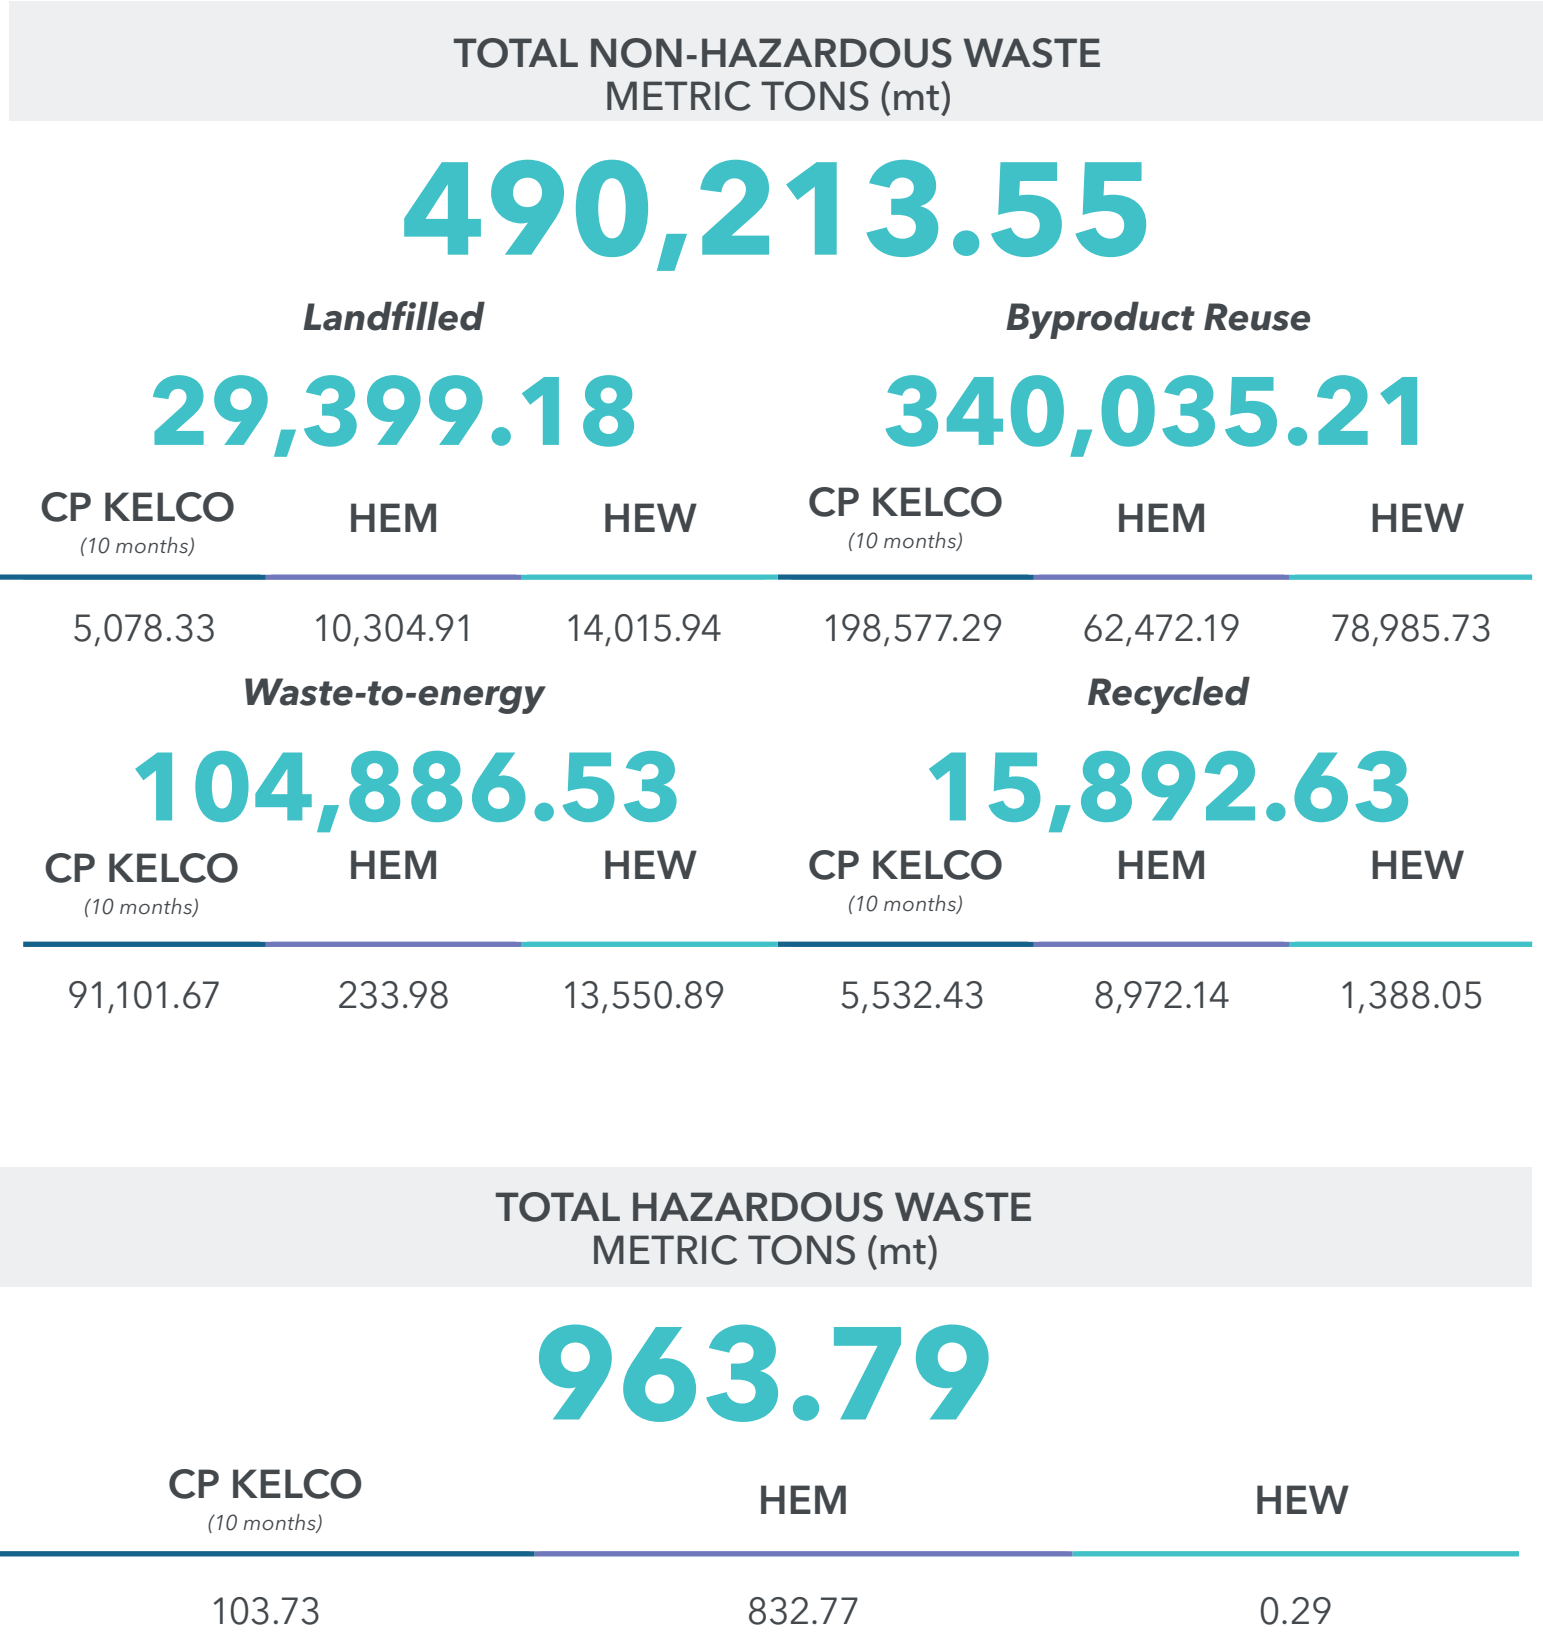 TOTAL NON-HAZARDOUS WASTE
METRIC TONS (mt)
490,213.55
Landfilled
29,399.18
CP KELCO
(10 months)
HEM
HEW
5,078.33
10,304.91
14,015.94
Byproduct Reuse
340,035.21
CP KELCO
(10 months)
HEM
HEW
198,577.29
62,472.19
78,985.73
Waste-to-energy
104,886.53
CP KELCO
(10 months)
HEM
HEW
91,101.67
233.98
13,550.89
Recycled
15,892.63
CP KELCO
(10 months)
HEM
HEW
5,532.43
8,972.14
1,388.05
TOTAL HAZARDOUS WASTE
METRIC TONS (mt)
963.79
CP KELCO
(10 months)
HEM
HEW
103.73
832.77
0.29